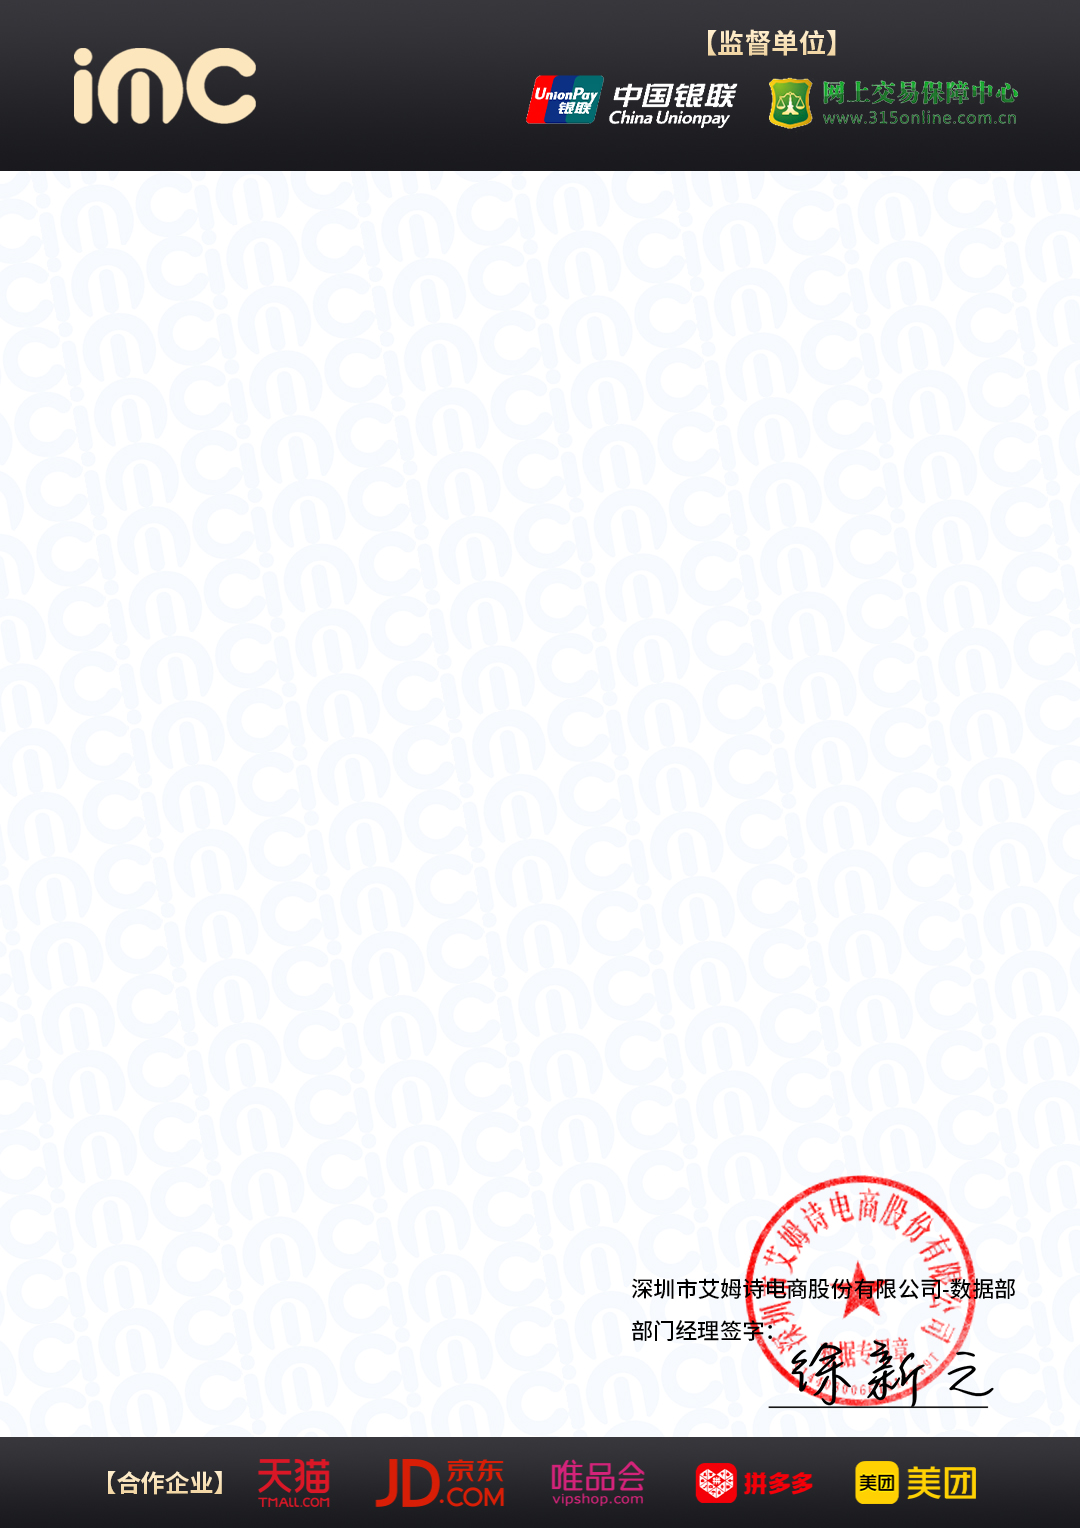 imc
【监督单位】
UnionPay
银联
中国银联
China Unionpay
网上交易保障中心
www.315online.com.cn
深圳市艾姆诗电商股份有限公司
深圳市艾姆诗电商股份有限公司-数据部
部门经理签字：
数据专用章
徐新之
【合作企业】
天猫
TMALL.COM
JD.COM
京东
唯品会
vipshop.com
拼多多
美团
美团